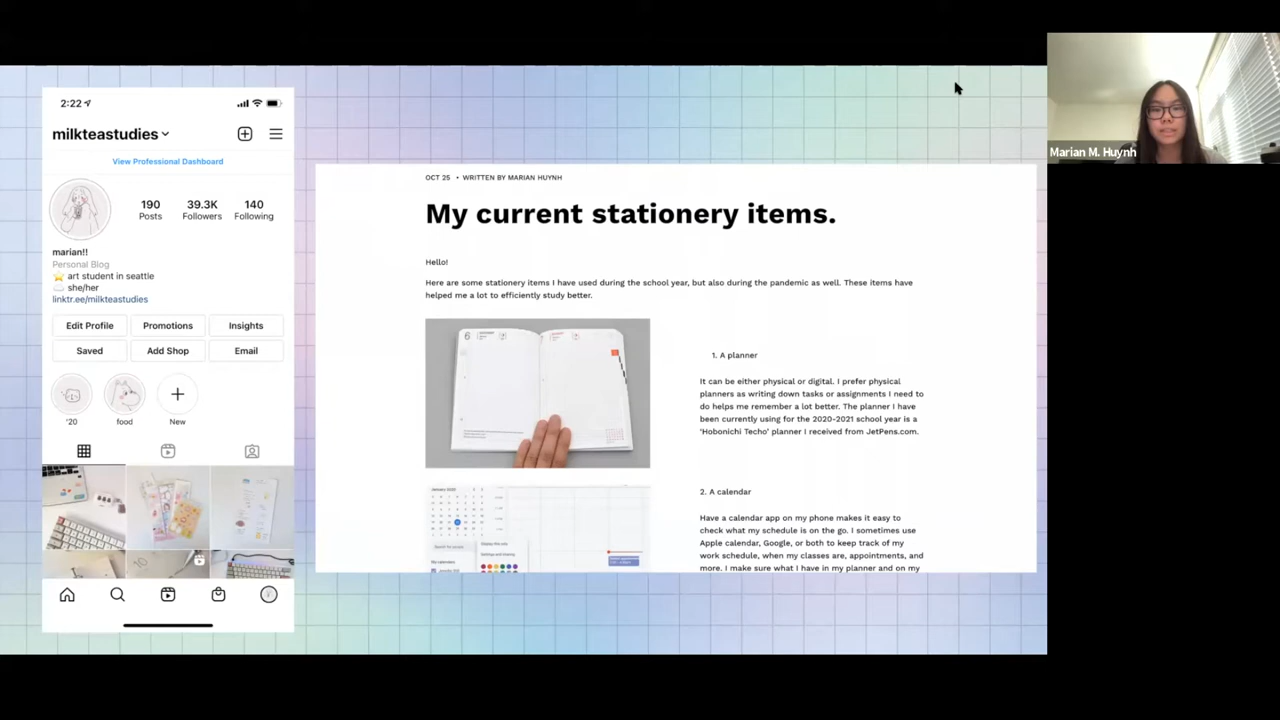 2:22
milkteastudies
View Professional Dashboard
190
Posts
39.3K
Followers
140
Following
marian!!
Personal Blog
art student in seattle
she/her
linktr.ee/milkteastudies
Edit Profile
Promotions
Insights
Saved
Add Shop
Email
'20
food
New
OCT 25 • WRITTEN BY MARIAN HUYNH
My current stationery items.
Hello!
Here are some stationery items I have used during the school year, but also during the pandemic as well. These items have
helped me a lot to efficiently study better.
6
1. A planner
It can be either physical or digital. I prefer physical
planners as writing down tasks or assignments I need to
do helps me remember a lot better. The planner I have
been currently using for the 2020-2021 school year is a
'Hobonichi Techo' planner I received from JetPens.com.
January 2020
2. A calendar
Have a calendar app on my phone makes it easy to
check what my schedule is on the go. I sometimes use
Apple calendar, Google, or both to keep track of my
work schedule, when my classes are, appointments, and
more. I make sure what I have in my planner and on my
Marian M. Huynh